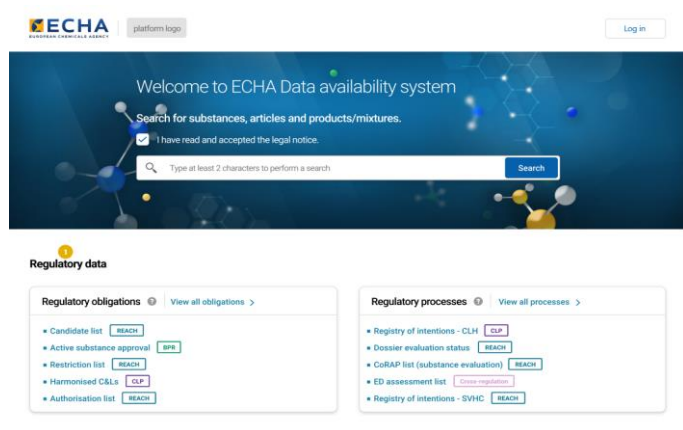 ECHA
EUROPEAN CHEMICALS AGENCY
platform logo
Log in
Welcome to ECHA Data availability system
Search for substances, articles and products/mixtures.
I have read and accepted the legal notice.
Type at least 2 characters to perform a search
Search
1
Regulatory data
Regulatory obligations ? View all obligations >
Candidate list REACH
Active substance approval BPR
Restriction list REACH
Harmonised C&Ls CLP
Authorisation list REACH
Regulatory processes ? View all processes >
Registry of intentions - CLH CLP
Dossier evaluation status REACH
CoRAP list (substance evaluation) REACH
ED assessment list Cross-regulation
Registry of intentions - SVHC REACH